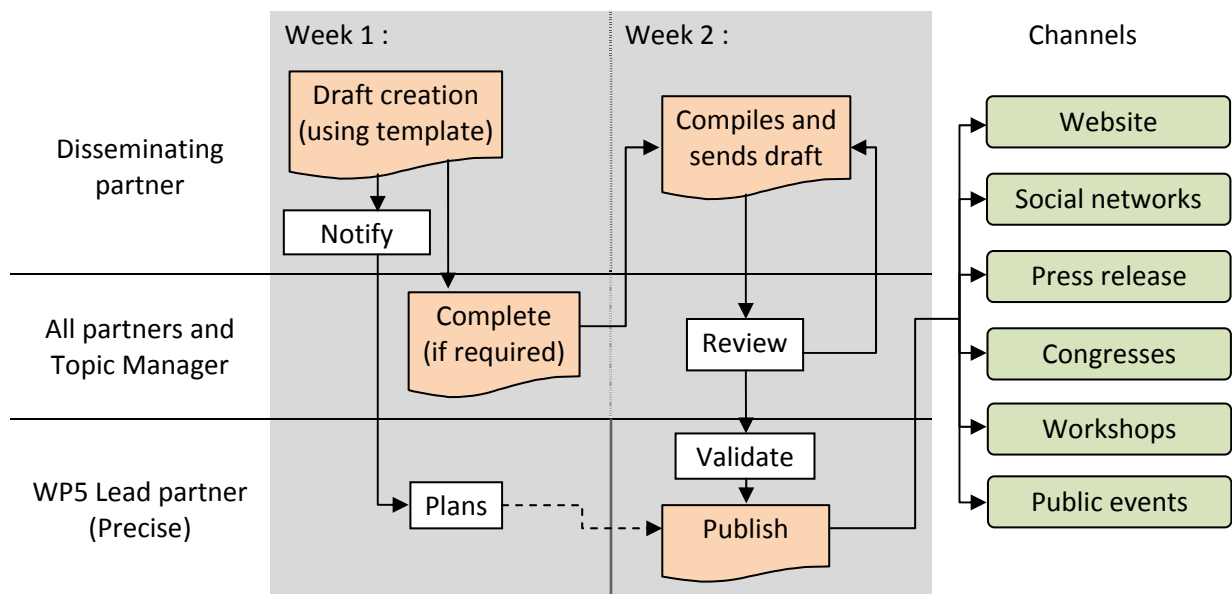 Week 1 :
Week 2 :
Channels
Draft creation
(using template)
Compiles and
sends draft
Website
Disseminating
partner
Social networks
Notify
Press release
All partners and
Topic Manager
Complete
(if required)
Review
Congresses
Workshops
Validate
WP5 Lead partner
(Precise)
Plans
Publish
Public events